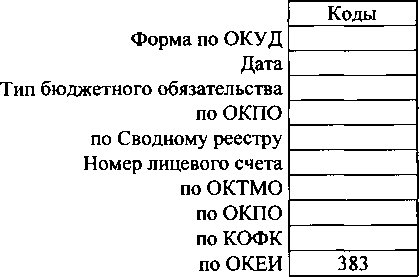 Коды
Форма по ОКУД
Дата
Тип бюджетного обязательства
по ОКПО
по Сводному реестру
Номер лицевого счета
по ОКТМО
по ОКПО
по КОФК
по ОКЕИ 383